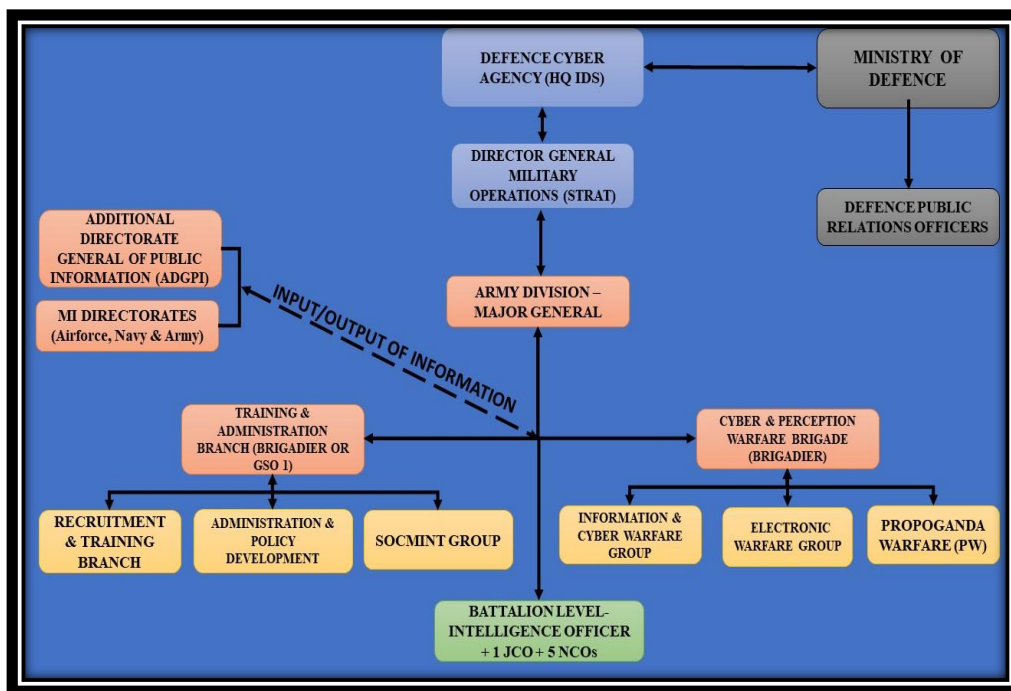 DEFENCE CYBER
AGENCY (HQ IDS)
MINISTRY OF
DEFENCE
DIRECTOR GENERAL
MILITARY
OPERATIONS (STRAT)
DEFENCE PUBLIC
RELATIONS OFFICERS
ADDITIONAL
DIRECTORATE
GENERAL OF PUBLIC
INFORMATION (ADGPI)
MI DIRECTORATES
(Airforce, Navy & Army)
INPUT/OUTPUT OF INFORMATION
ARMY DIVISION –
MAJOR GENERAL
TRAINING &
ADMINISTRATION
BRANCH (BRIGADIER OR
GSO 1)
CYBER & PERCEPTION
WARFARE BRIGADE
(BRIGADIER)
RECRUITMENT
& TRAINING
BRANCH
ADMINISTRATION &
POLICY
DEVELOPMENT
SOCMINT GROUP
INFORMATION &
CYBER WARFARE
GROUP
ELECTRONIC
WARFARE GROUP
PROPOGANDA
WARFARE (PW)
BATTALION LEVEL-
INTELLIGENCE OFFICER
+ 1 JCO + 5 NCOs